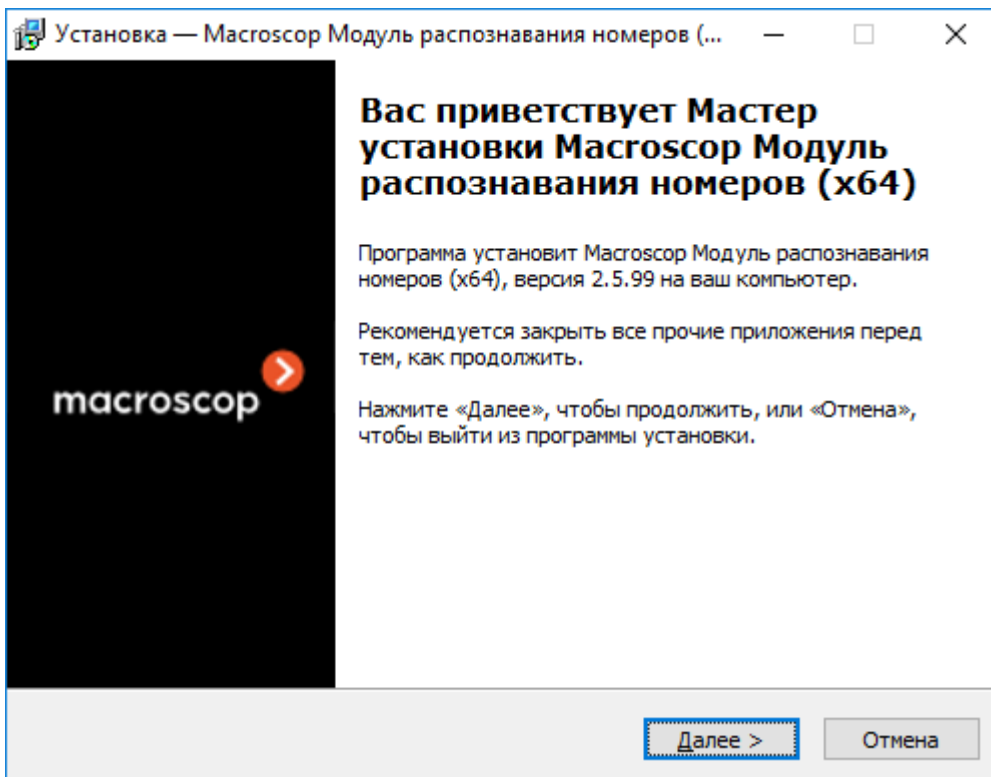 Установка — Macroscop Модуль распознавания номеров (...
Вас приветствует Мастер
установки Macroscop Модуль
распознавания номеров (x64)
Программа установит Macroscop Модуль распознавания
номеров (x64), версия 2.5.99 на ваш компьютер.
Рекомендуется закрыть все прочие приложения перед
тем, как продолжить.
macroscop
Нажмите «Далее», чтобы продолжить, или «Отмена»,
чтобы выйти из программы установки.
Далее >
Отмена